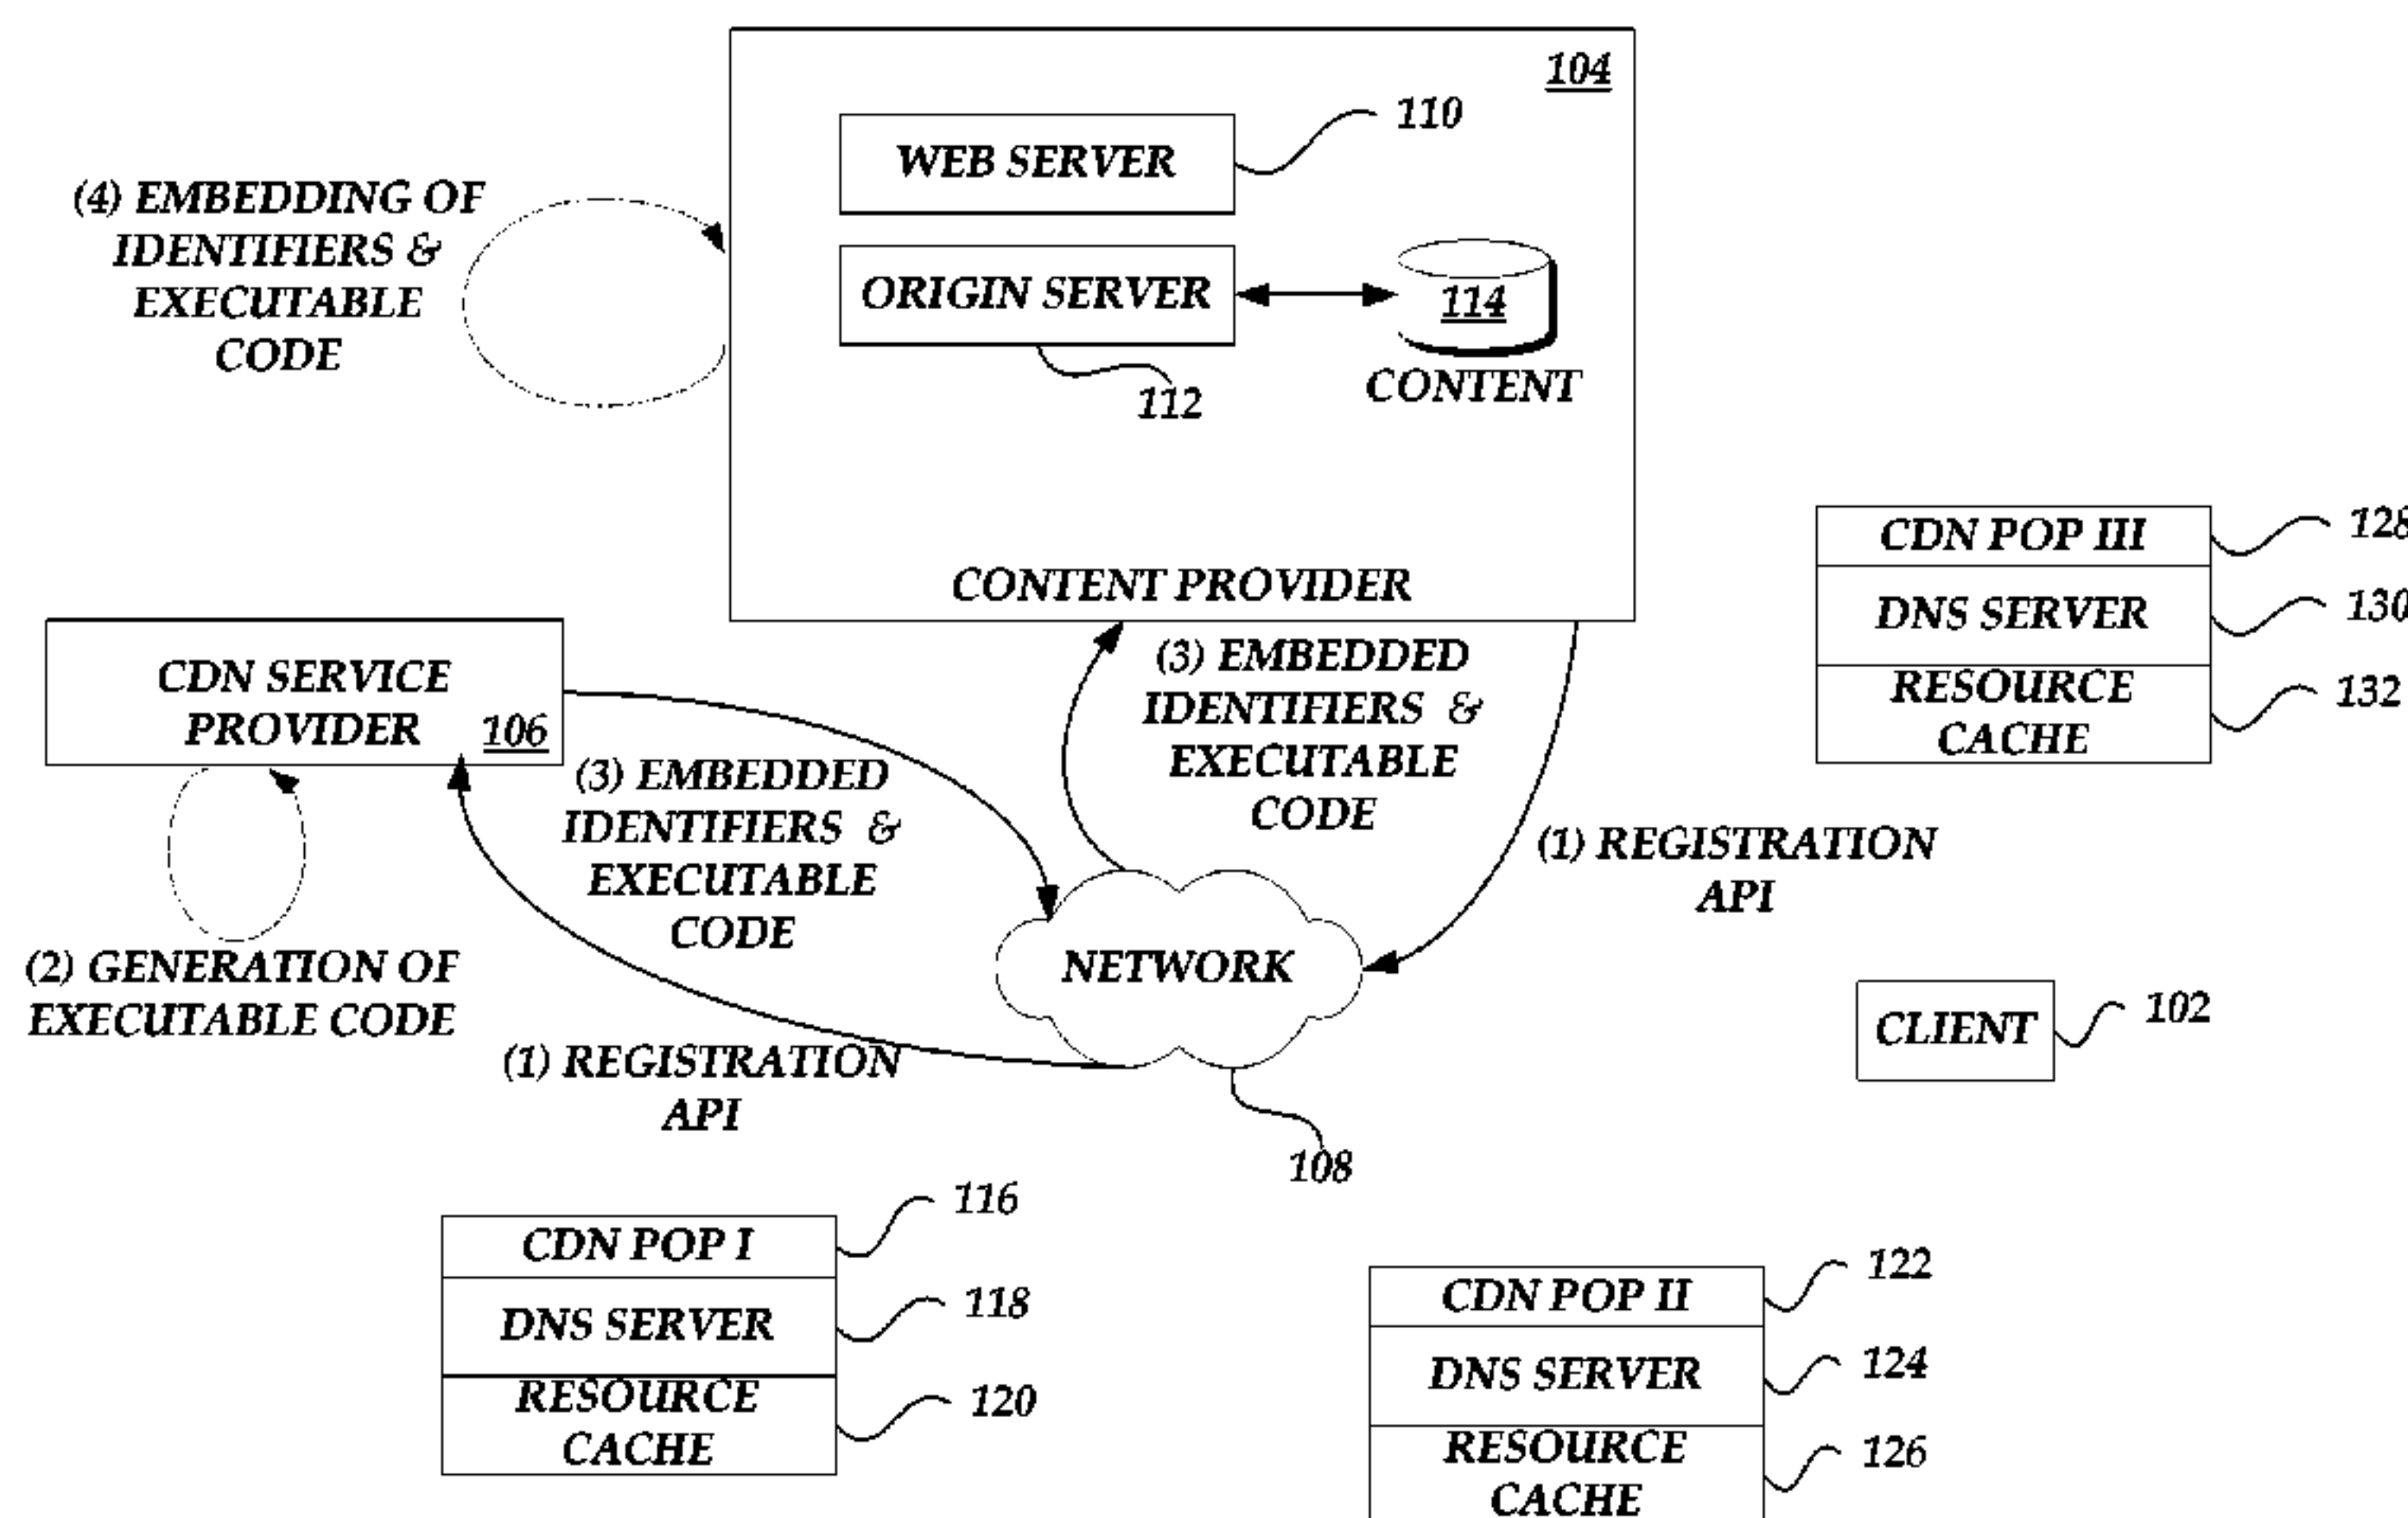 104
110
WEB SERVER
(4) EMBEDDING OF
IDENTIFIERS &
EXECUTABLE
CODE
ORIGIN SERVER
114
CONTENT
112
CONTENT PROVIDER
CDN POP III
128
DNS SERVER
130
RESOURCE
CACHE
132
CDN SERVICE
PROVIDER
106
(3) EMBEDDED
IDENTIFIERS &
EXECUTABLE
CODE
(3) EMBEDDED
IDENTIFIERS &
EXECUTABLE
CODE
(1) REGISTRATION
API
(2) GENERATION OF
EXECUTABLE CODE
NETWORK
CLIENT
102
(1) REGISTRATION
API
108
CDN POP I
116
DNS SERVER
118
RESOURCE
CACHE
120
CDN POP II
122
DNS SERVER
124
RESOURCE
CACHE
126